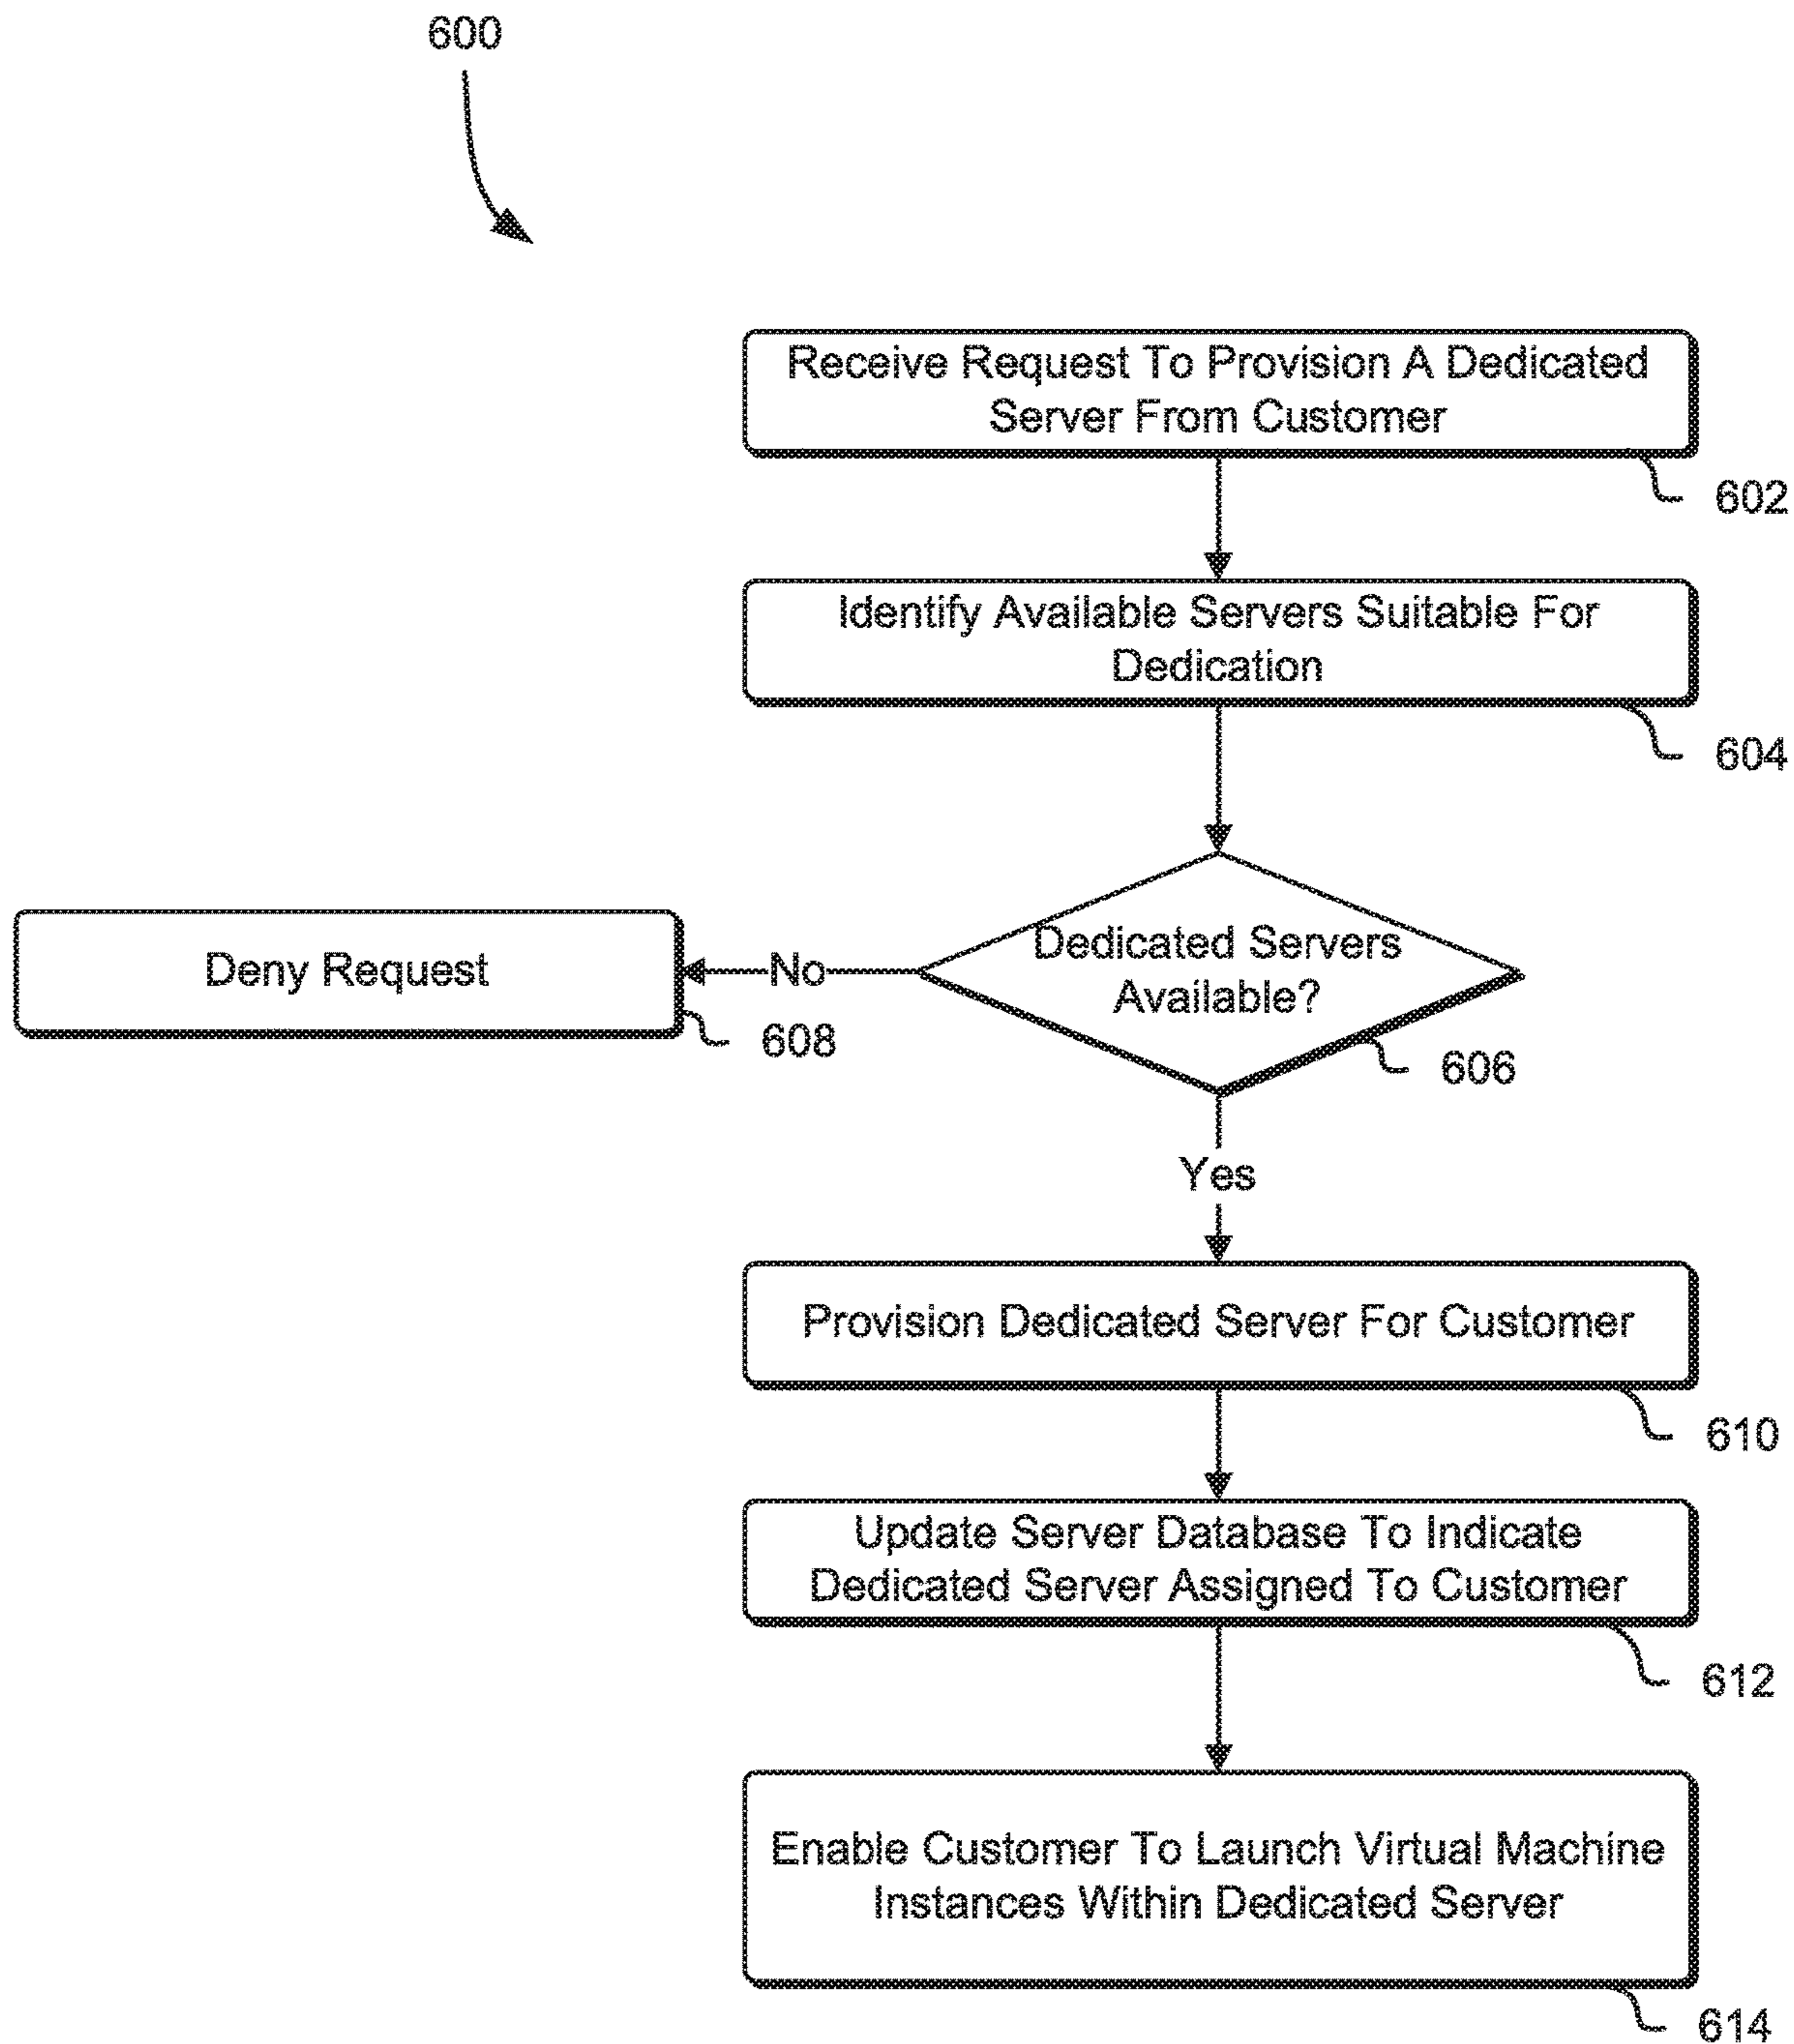 600
Receive Request To Provision A Dedicated
Server From Customer
602
Identify Available Servers Suitable For
Dedication
604
Dedicated Servers
Available?
606
No
Deny Request
608
Yes
Provision Dedicated Server For Customer
610
Update Server Database To Indicate
Dedicated Server Assigned To Customer
612
Enable Customer To Launch Virtual Machine
Instances Within Dedicated Server
614